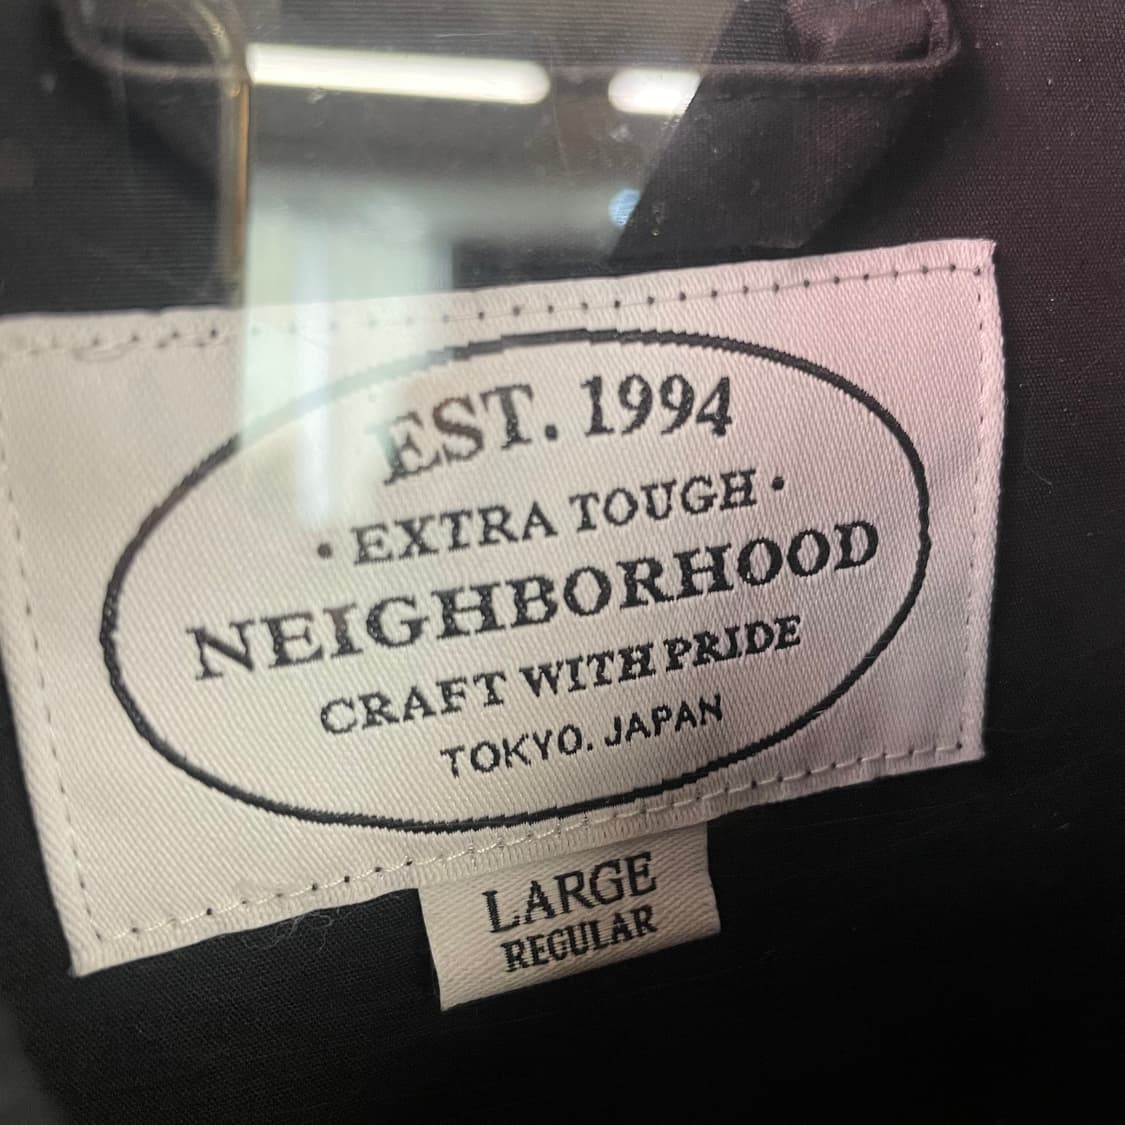 EST. 1994
• EXTRA TOUGH •
NEIGHBORHOOD
CRAFT WITH PRIDE
TOKYO. JAPAN
LARGE
REGULAR